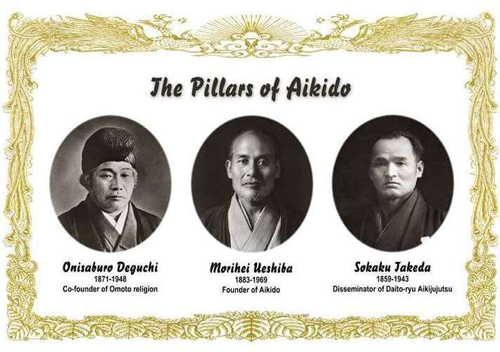 The Pillars of Aikido
Onisaburo Deguchi
1871-1948
Co-founder of Omoto religion
Morihei Ueshiba
1883-1969
Founder of Aikido
Sokaku Takeda
1859-1943
Disseminator of Daito-ryu Aikijujutsu